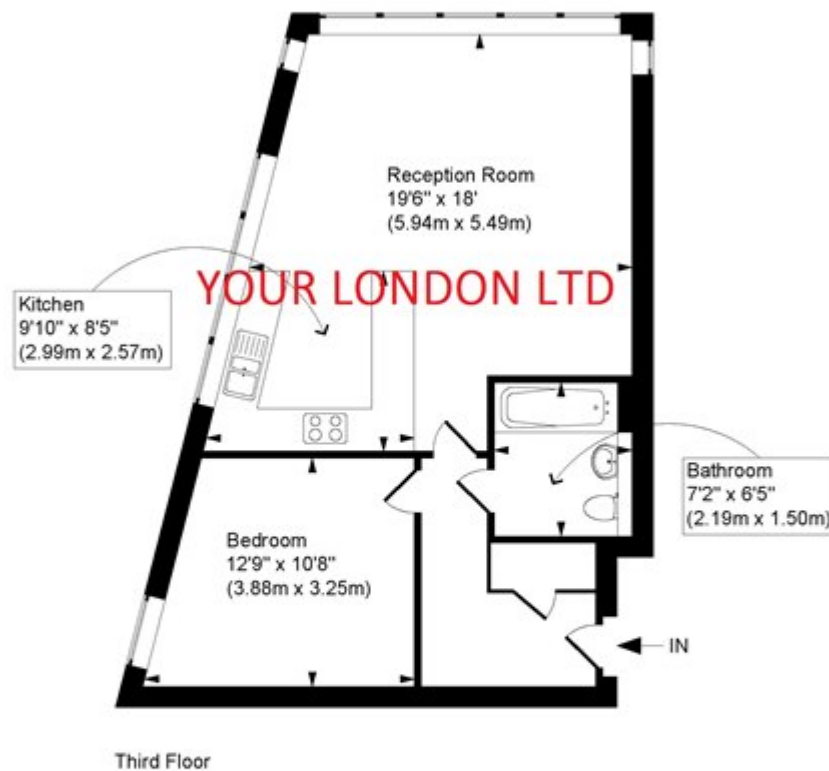 Reception Room
19'6" x 18'
(5.94m x 5.49m)
YOUR LONDON LTD
Kitchen
9'10" x 8'5"
(2.99m x 2.57m)
Bathroom
7'2" x 6'5"
(2.19m x 1.50m)
Bedroom
12'9" x 10'8"
(3.88m x 3.25m)
IN
Third Floor